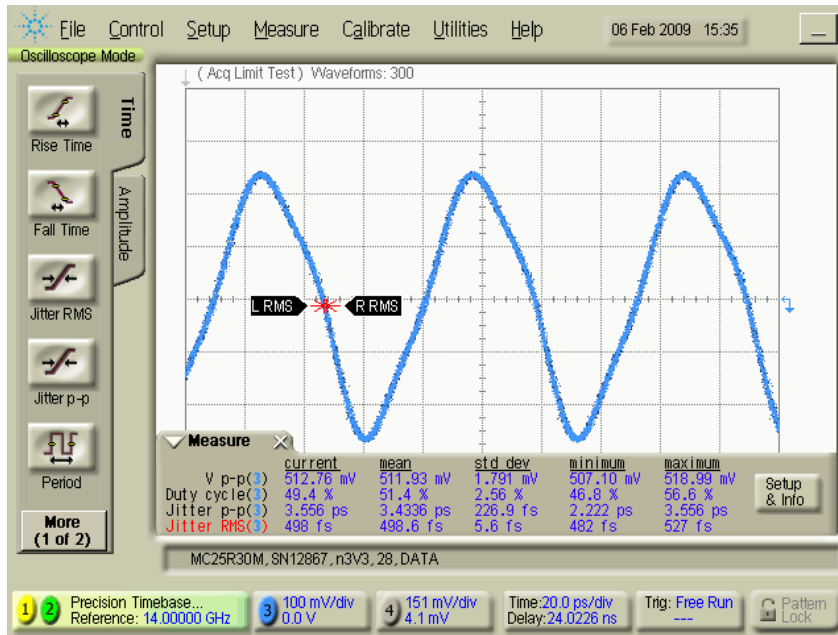 File Control Setup Measure Calibrate Utilities Help 06 Feb 2009 15:35
Oscilloscope Mode
( Acq Limit Test ) Waveforms: 300
Time
Amplitude
Rise Time
Fall Time
Jitter RMS
Jitter p-p
Period
More
(1 of 2)
L RMS R RMS
Measure
current mean std dev minimum maximum
V p-p(3) 512.76 mV 511.93 mV 1.791 mV 507.10 mV 518.99 mV
Duty cycle(3) 49.4 % 51.4 % 2.56 % 46.8 % 56.6 %
Jitter p-p(3) 3.556 ps 3.4336 ps 226.9 fs 2.222 ps 3.556 ps
Jitter RMS(3) 498 fs 498.6 fs 5.6 fs 482 fs 527 fs
Setup
& Info
MC25R30M, SN12867, n3V3, 28, DATA
1 2 Precision Timebase...
Reference: 14.00000 GHz
3 100 mV/div
0.0 V
4 151 mV/div
4.1 mV
Time:20.0 ps/div
Delay:24.0226 ns
Trig: Free Run
---
Pattern
Lock